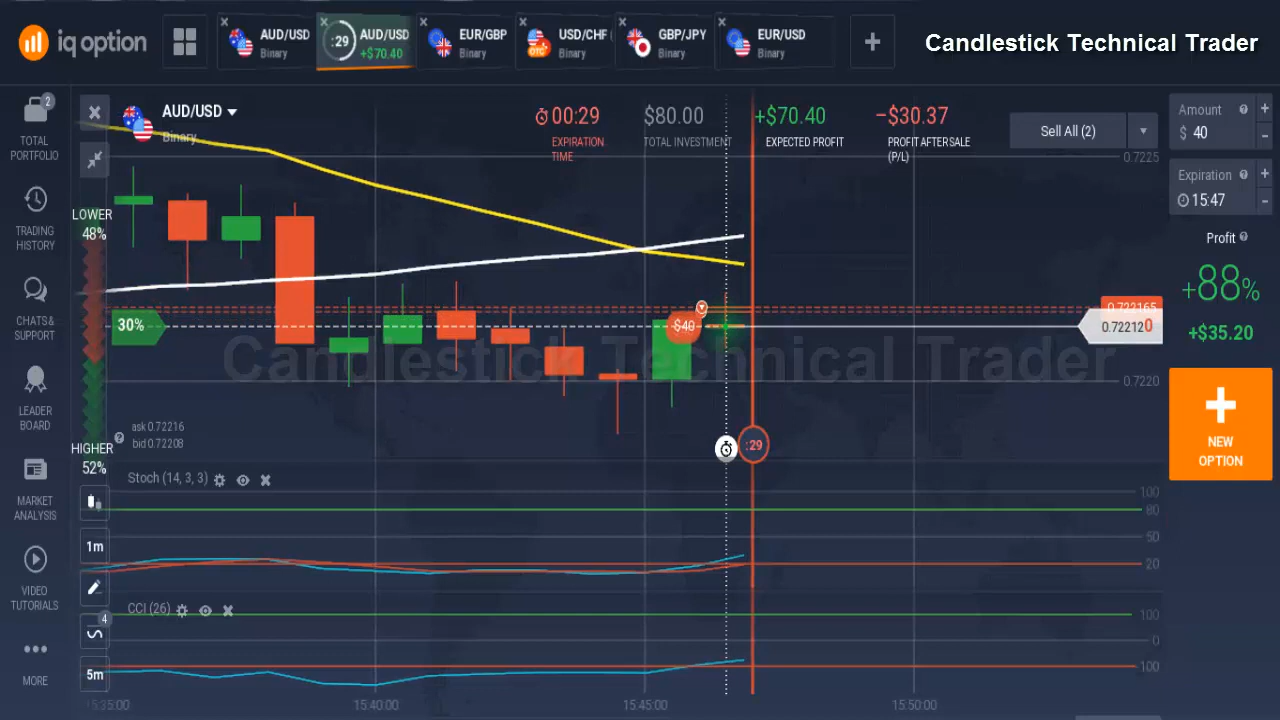 iq option
AUD/USD
Binary
:29
AUD/USD
+$70.40
EUR/GBP
Binary
USD/CHF
OTC
Binary
GBP/JPY
Binary
EUR/USD
Binary
Candlestick Technical Trader
2
TOTAL
PORTFOLIO
TRADING
HISTORY
CHATS &
SUPPORT
LEADER
BOARD
MARKET
ANALYSIS
VIDEO
TUTORIALS
MORE
AUD/USD
Binary
00:29
EXPIRATION
TIME
$80.00
TOTAL INVESTMENT
+$70.40
EXPECTED PROFIT
−$30.37
PROFIT AFTER SALE
(P/L)
Sell All (2)
0.7225
LOWER
48%
30%
$40
0.722120
0.7220
Candlestick Technical Trader
ask 0.72216
bid 0.72208
HIGHER
52%
:29
Stoch (14, 3, 3)
100
80
50
20
1m
CCI (26)
4
100
0
100
5m
15:35:00
15:40:00
15:45:00
15:50:00
Amount
$ 40
+
-
Expiration
15:47
+
-
Profit
+88%
+$35.20
NEW
OPTION